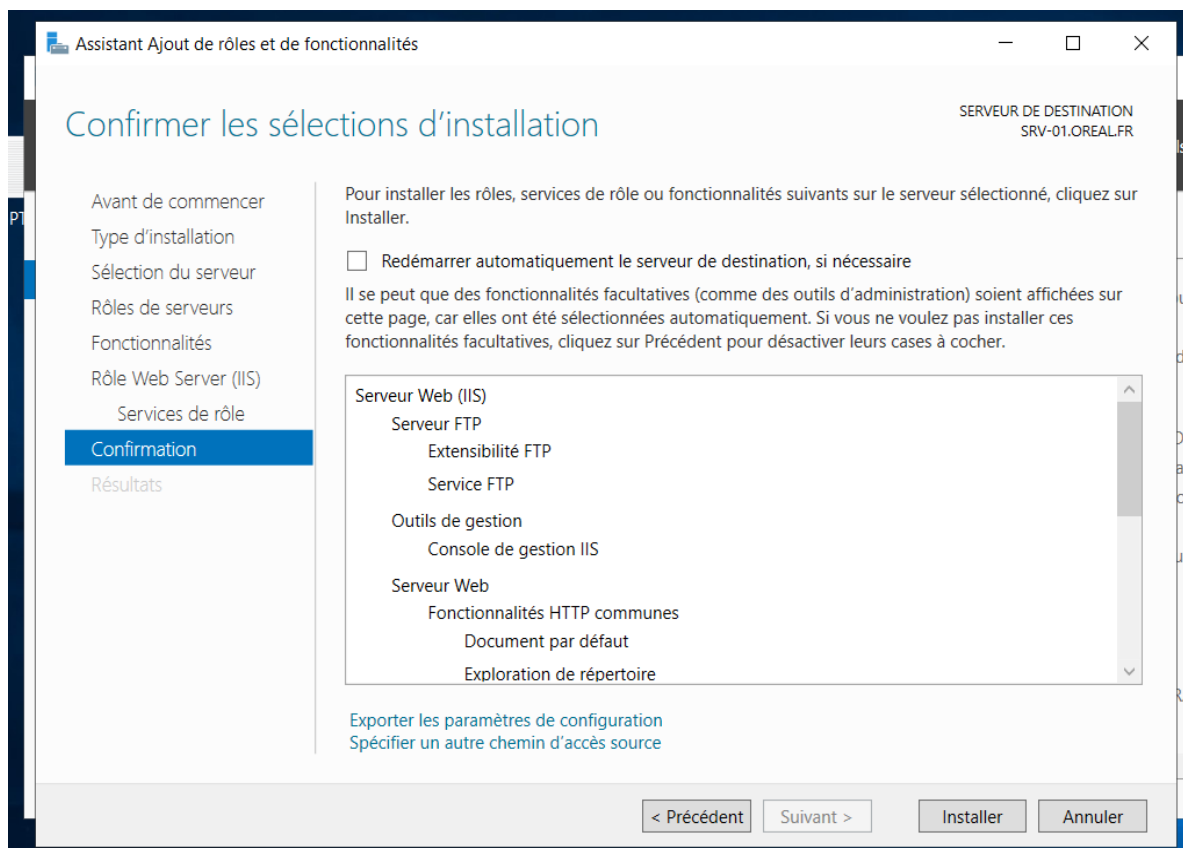 Assistant Ajout de rôles et de fonctionnalités
Confirmer les sélections d’installation
SERVEUR DE DESTINATION
SRV-01.OREAL.FR
Avant de commencer
Type d’installation
Sélection du serveur
Rôles de serveurs
Fonctionnalités
Rôle Web Server (IIS)
Services de rôle
Confirmation
Résultats
Pour installer les rôles, services de rôle ou fonctionnalités suivants sur le serveur sélectionné, cliquez sur
Installer.
Redémarrer automatiquement le serveur de destination, si nécessaire
Il se peut que des fonctionnalités facultatives (comme des outils d’administration) soient affichées sur
cette page, car elles ont été sélectionnées automatiquement. Si vous ne voulez pas installer ces
fonctionnalités facultatives, cliquez sur Précédent pour désactiver leurs cases à cocher.
Serveur Web (IIS)
Serveur FTP
Extensibilité FTP
Service FTP
Outils de gestion
Console de gestion IIS
Serveur Web
Fonctionnalités HTTP communes
Document par défaut
Exploration de répertoire
Exporter les paramètres de configuration
Spécifier un autre chemin d’accès source
< Précédent
Suivant >
Installer
Annuler